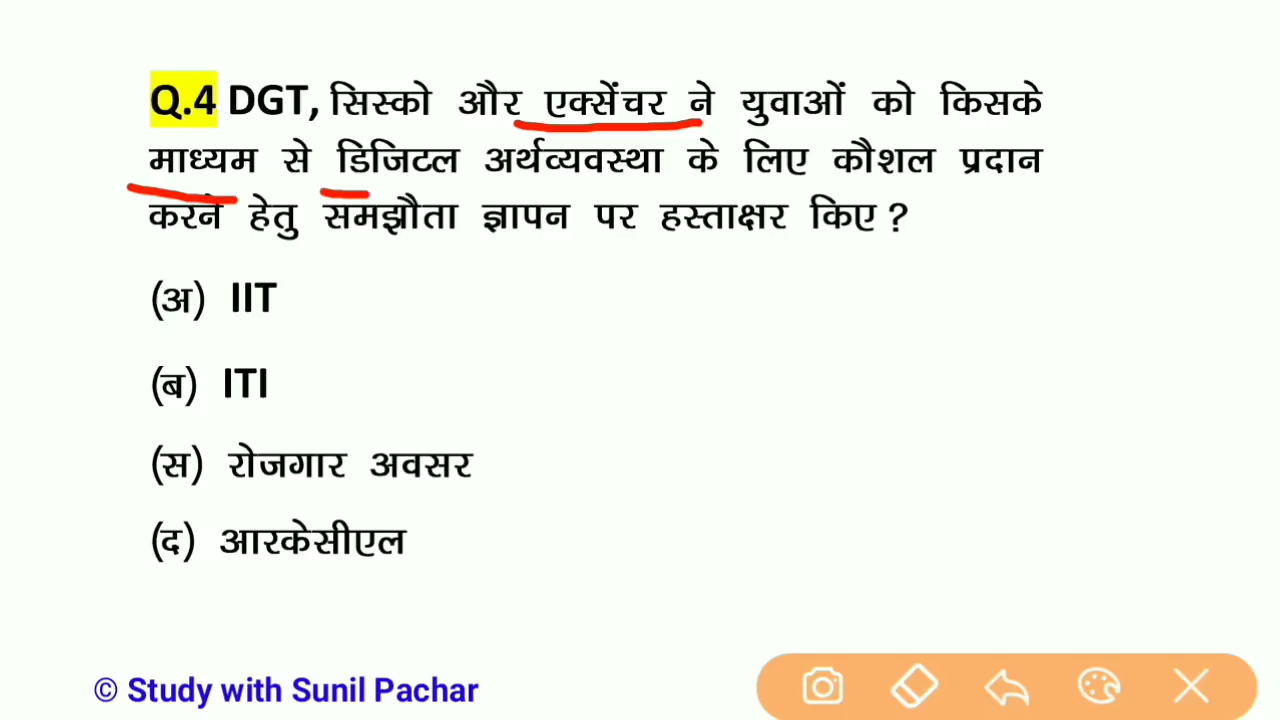 Q.4 DGT, सिस्को और एक्सेंचर ने युवाओं को किसके
माध्यम से डिजिटल अर्थव्यवस्था के लिए कौशल प्रदान
करने हेतु समझौता ज्ञापन पर हस्ताक्षर किए ?
(अ) IIT
(ब) ITI
(स) रोजगार अवसर
(द) आरकेसीएल
© Study with Sunil Pachar